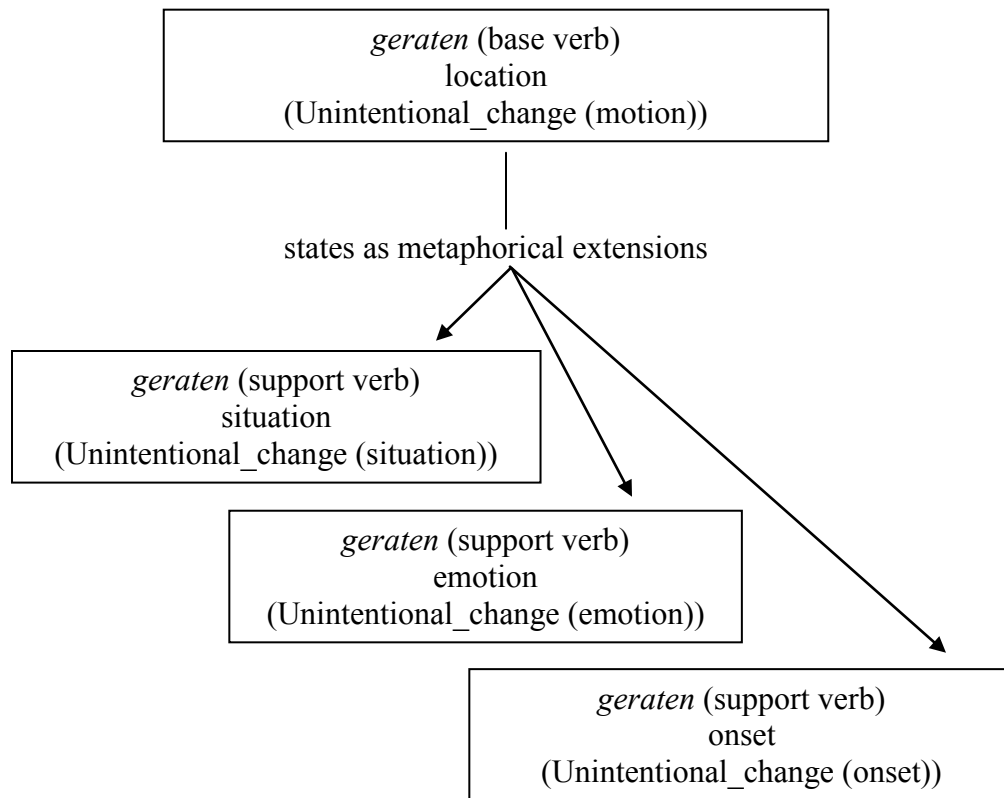 geraten (base verb)
location
(Unintentional_change (motion))
states as metaphorical extensions
geraten (support verb)
situation
(Unintentional_change (situation))
geraten (support verb)
emotion
(Unintentional_change (emotion))
geraten (support verb)
onset
(Unintentional_change (onset))